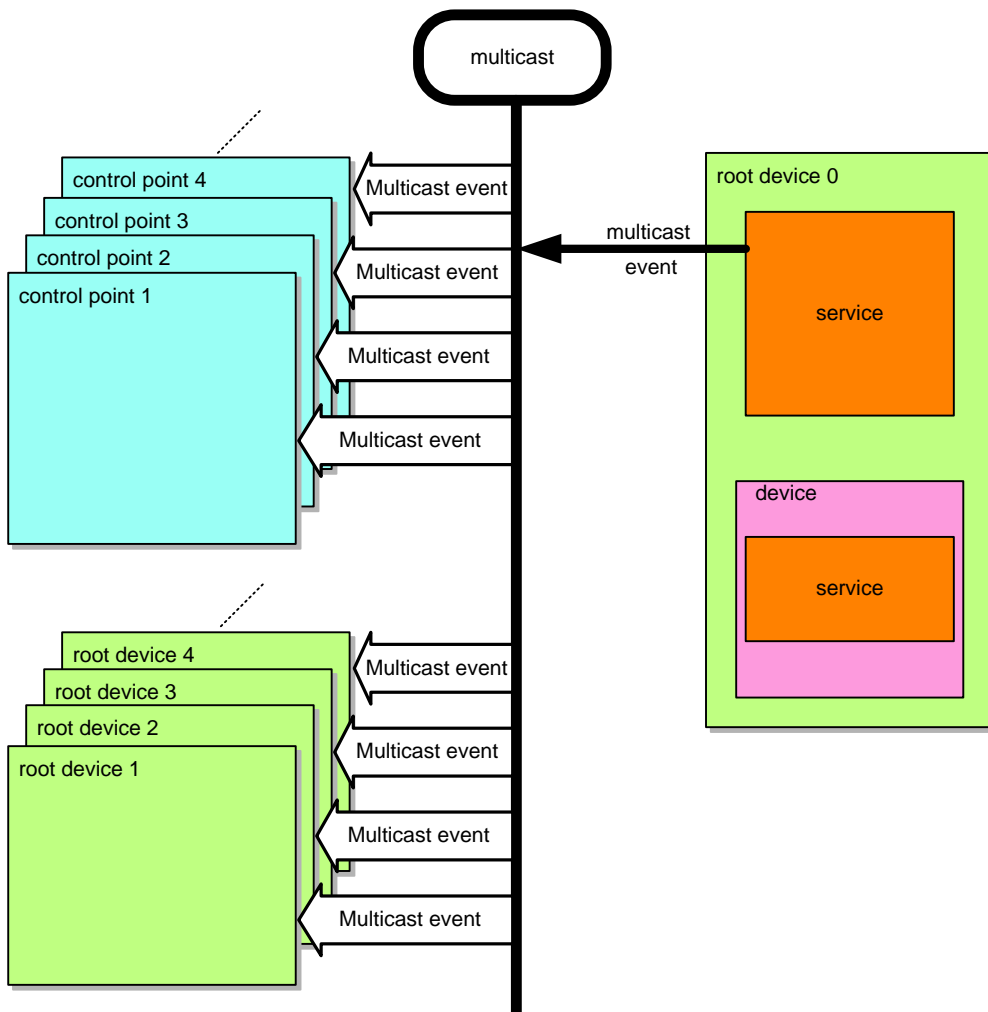 multicast
control point 4
control point 3
control point 2
control point 1
Multicast event
Multicast event
Multicast event
Multicast event
multicast
event
root device 0
service
device
service
root device 4
root device 3
root device 2
root device 1
Multicast event
Multicast event
Multicast event
Multicast event